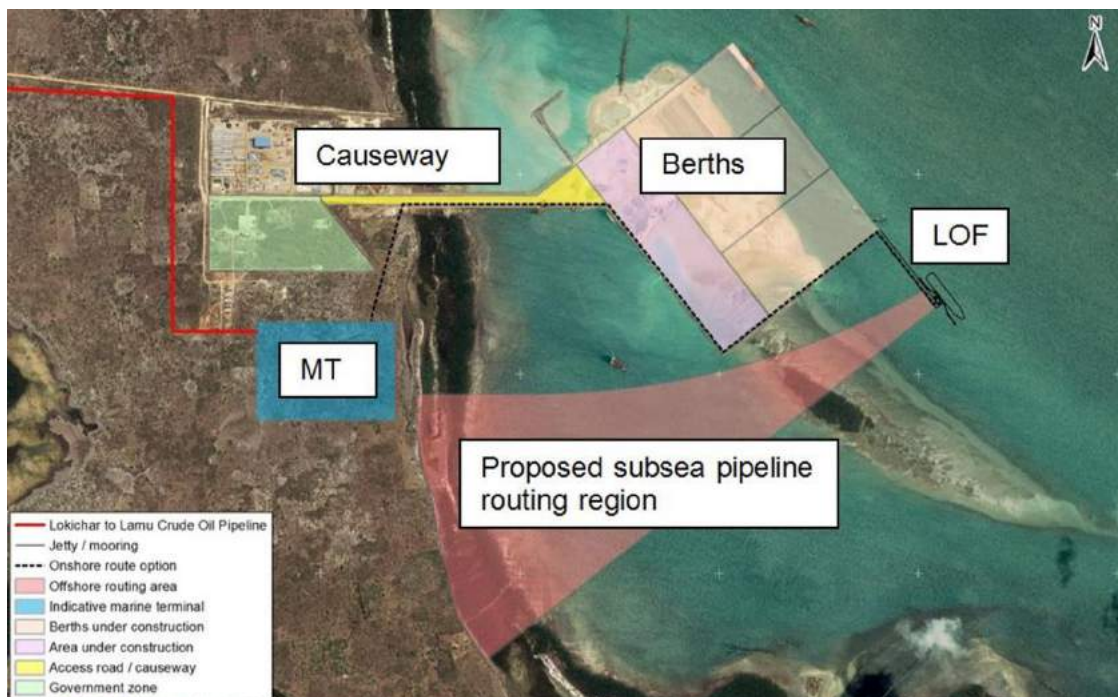 N
Causeway
Berths
LOF
MT
Proposed subsea pipeline
routing region
Lokichar to Lamu Crude Oil Pipeline
Jetty / mooring
Onshore route option
Offshore routing area
Indicative marine terminal
Berths under construction
Area under construction
Access road / causeway
Government zone